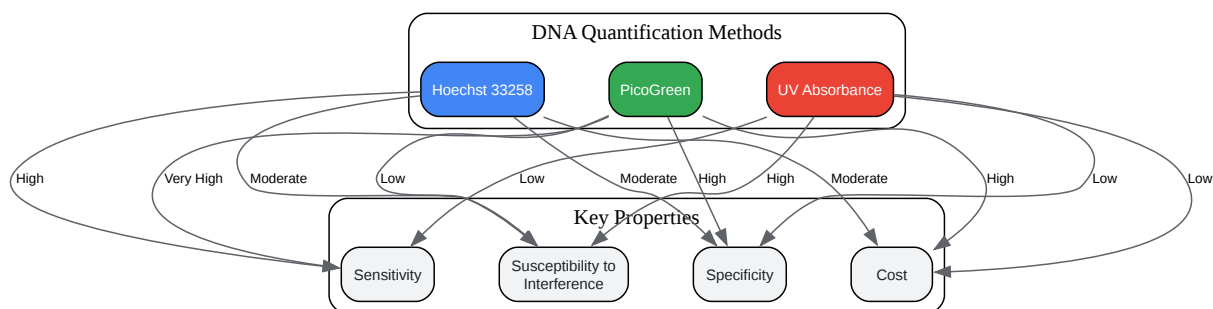 DNA Quantification Methods
Hoechst 33258
PicoGreen
UV Absorbance
High
Very High
Moderate
Low
Low
Moderate
High
High
Moderate
High
Low
Low
Key Properties
Sensitivity
Susceptibility to
Interference
Specificity
Cost